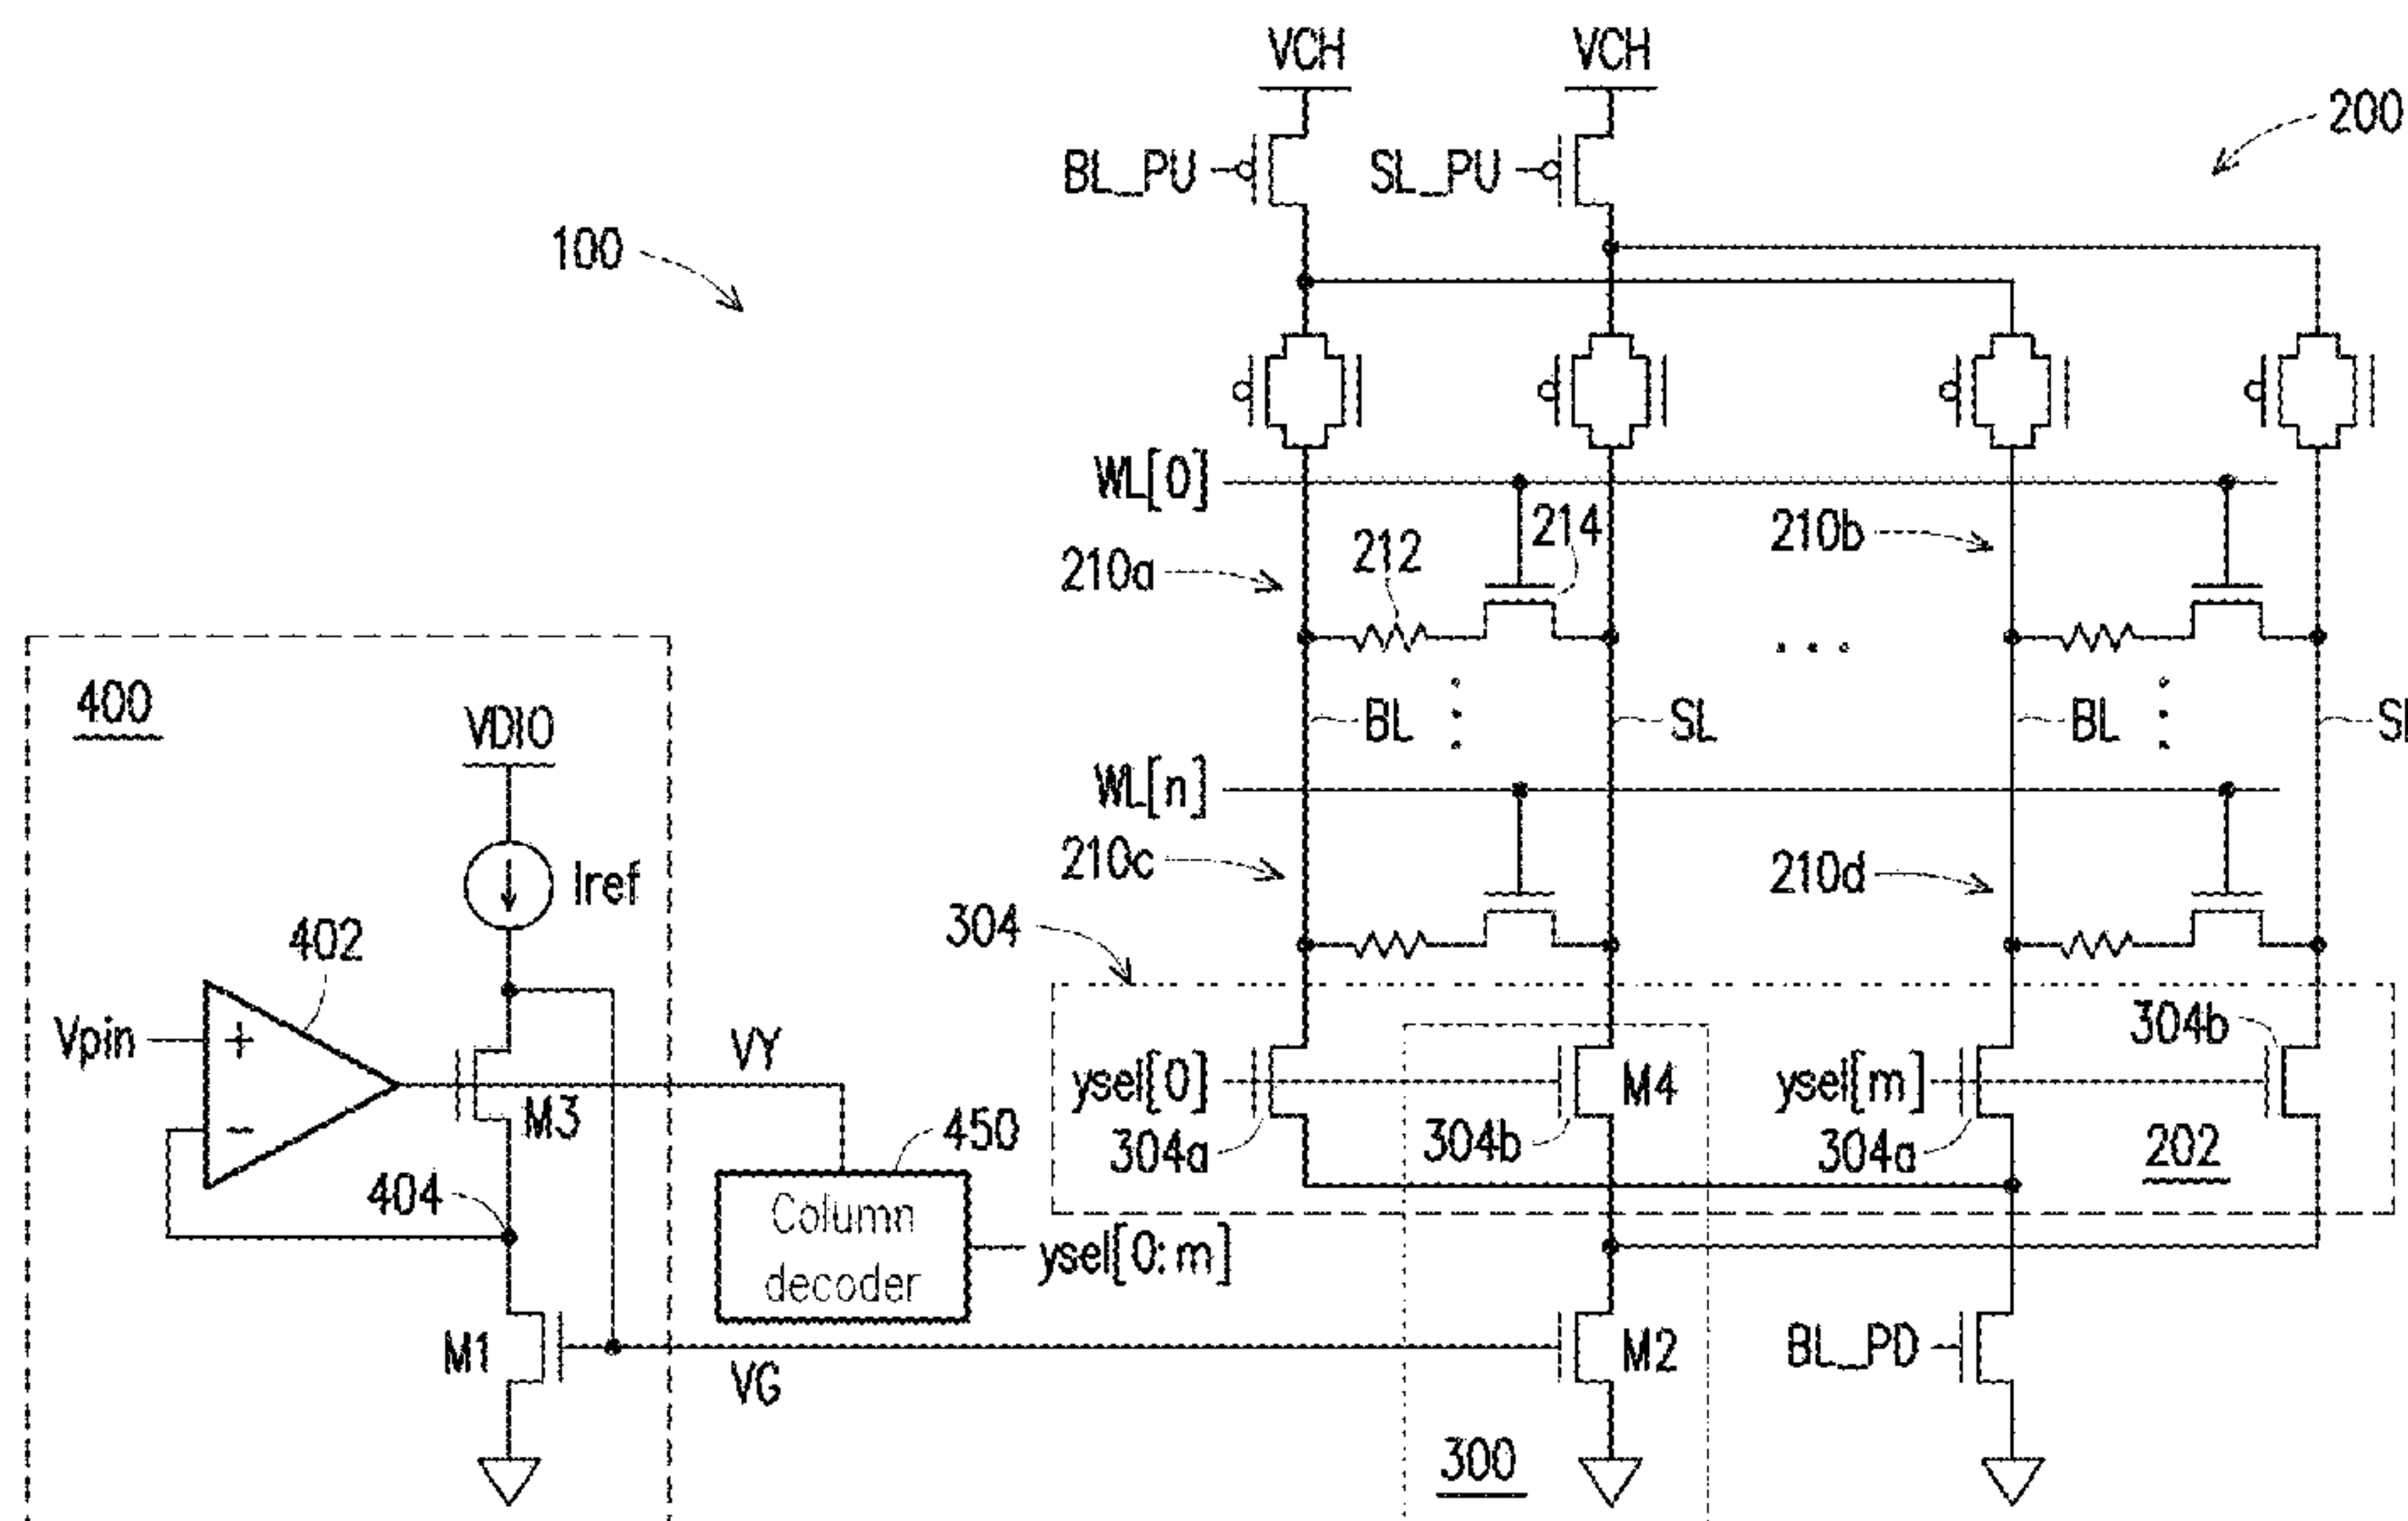 VCH VCH
200
BL_PU SL_PU
100
WL[0]
214
212
210a
210b
400
VDIO
BL SL BL SL
WL[n]
210c
210d
Iref
402
304
Vpin
+
VY
304b
ysel[0] M4 ysel[m]
M3
−
304a 304b 304a 202
450
404
Column
decoder
ysel[0:m]
M1 M2 BL_PD
VG
300